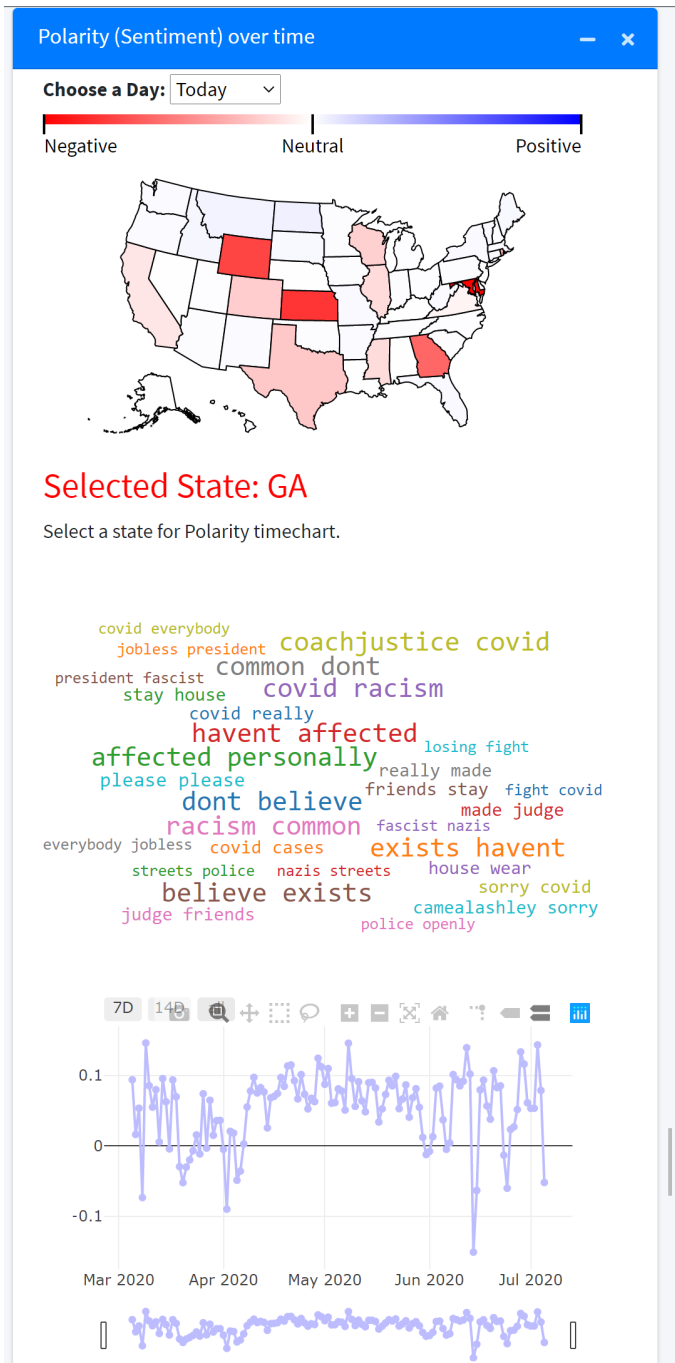 Polarity (Sentiment) over time
Choose a Day: Today
Negative Neutral Positive
Selected State: GA
Select a state for Polarity timechart.
covid everybody
jobless president
coachjustice covid
common dont
president fascist
covid racism
stay house
covid really
havent affected
losing fight
affected personally
really made
please please
friends stay
fight covid
dont believe
made judge
racism common
fascist nazis
everybody jobless
covid cases
exists havent
streets police
nazis streets
house wear
believe exists
sorry covid
camealashley sorry
judge friends
police openly
7D 14D
0.1
0
-0.1
Mar 2020 Apr 2020 May 2020 Jun 2020 Jul 2020